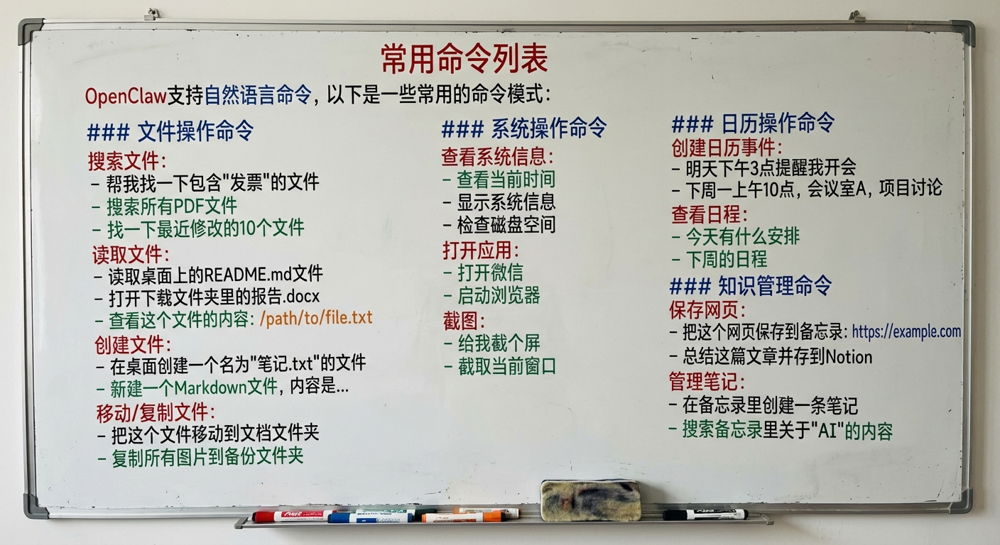 常用命令列表
OpenClaw支持自然语言命令，以下是一些常用的命令模式：
### 文件操作命令
搜索文件：
– 帮我找一下包含"发票"的文件
– 搜索所有PDF文件
– 找一下最近修改的10个文件
读取文件：
– 读取桌面上的README.md文件
– 打开下载文件夹里的报告.docx
– 查看这个文件的内容：/path/to/file.txt
创建文件：
– 在桌面创建一个名为"笔记.txt"的文件
– 新建一个Markdown文件，内容是...
移动/复制文件：
– 把这个文件移动到文档文件夹
– 复制所有图片到备份文件夹
### 系统操作命令
查看系统信息：
– 查看当前时间
– 显示系统信息
– 检查磁盘空间
打开应用：
– 打开微信
– 启动浏览器
截图：
– 给我截个屏
– 截取当前窗口
### 日历操作命令
创建日历事件：
– 明天下午3点提醒我开会
– 下周一上午10点，会议室A，项目讨论
查看日程：
– 今天有什么安排
– 下周的日程
### 知识管理命令
保存网页：
– 把这个网页保存到备忘录：https://example.com
– 总结这篇文章并存到Notion
管理笔记：
– 在备忘录里创建一条笔记
– 搜索备忘录里关于"AI"的内容